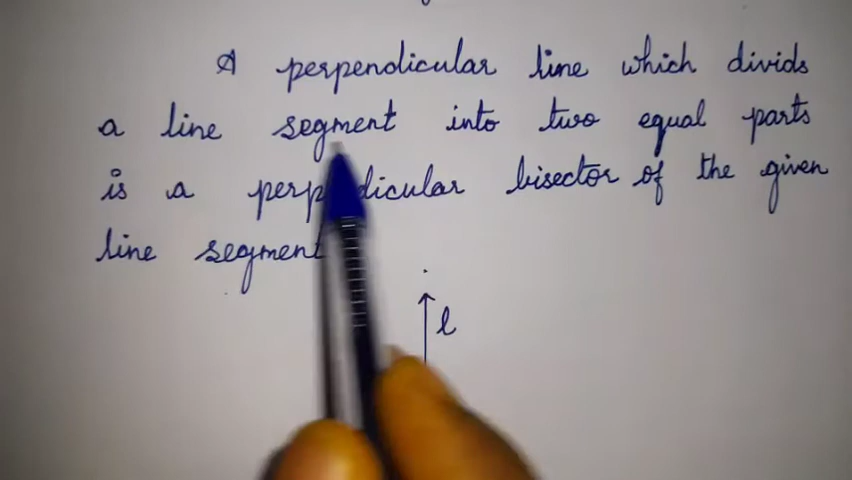 A perpendicular line which divids
a line segment into two equal parts
is a perpendicular bisector of the given
line segment
l